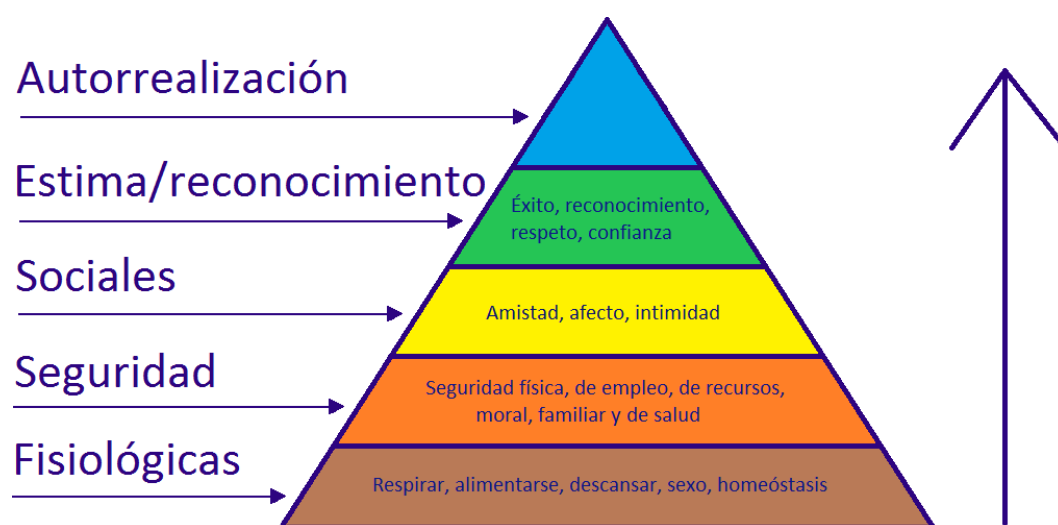 Autorrealización
Estima/reconocimiento
Éxito, reconocimiento,
respeto, confianza
Sociales
Amistad, afecto, intimidad
Seguridad
Seguridad física, de empleo, de recursos,
moral, familiar y de salud
Fisiológicas
Respirar, alimentarse, descansar, sexo, homeóstasis